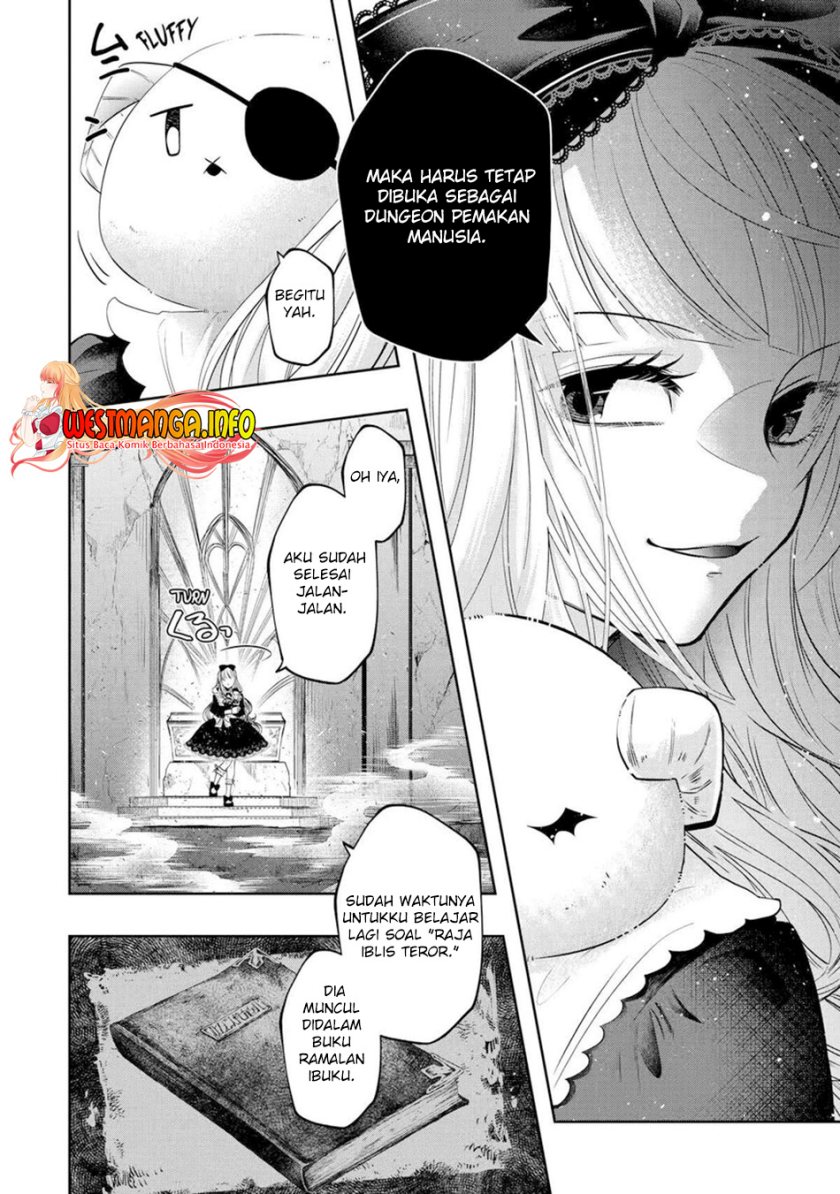 MAKA HARUS TETAP
DIBUKA SEBAGAI
DUNGEON PEMAKAN
MANUSIA.
ムニ
FLUFFY
BEGITU
YAH.
WESTMANGA.INFO
Situs Baca Komik Berbahasa Indonesia
OH IYA,
AKU SUDAH
SELESAI
JALAN-
JALAN.
TURN
くるっ
SUDAH WAKTUNYA
UNTUKKU BELAJAR
LAGI SOAL "RAJA
IBLIS TEROR."
DIA
MUNCUL
DIDALAM
BUKU
RAMALAN
IBUKU.